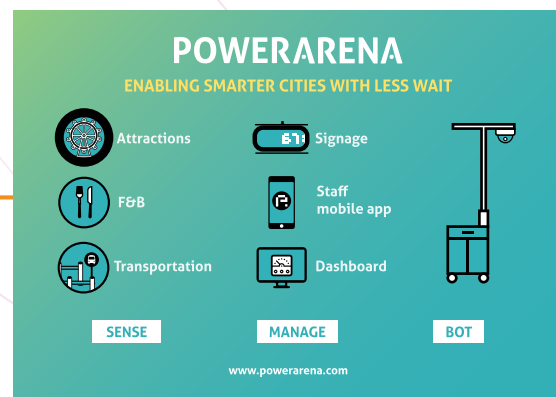 POWERARENA
ENABLING SMARTER CITIES WITH LESS WAIT
Attractions
Signage
F&B
Staff
mobile app
Transportation
Dashboard
SENSE
MANAGE
BOT
www.powerarena.com